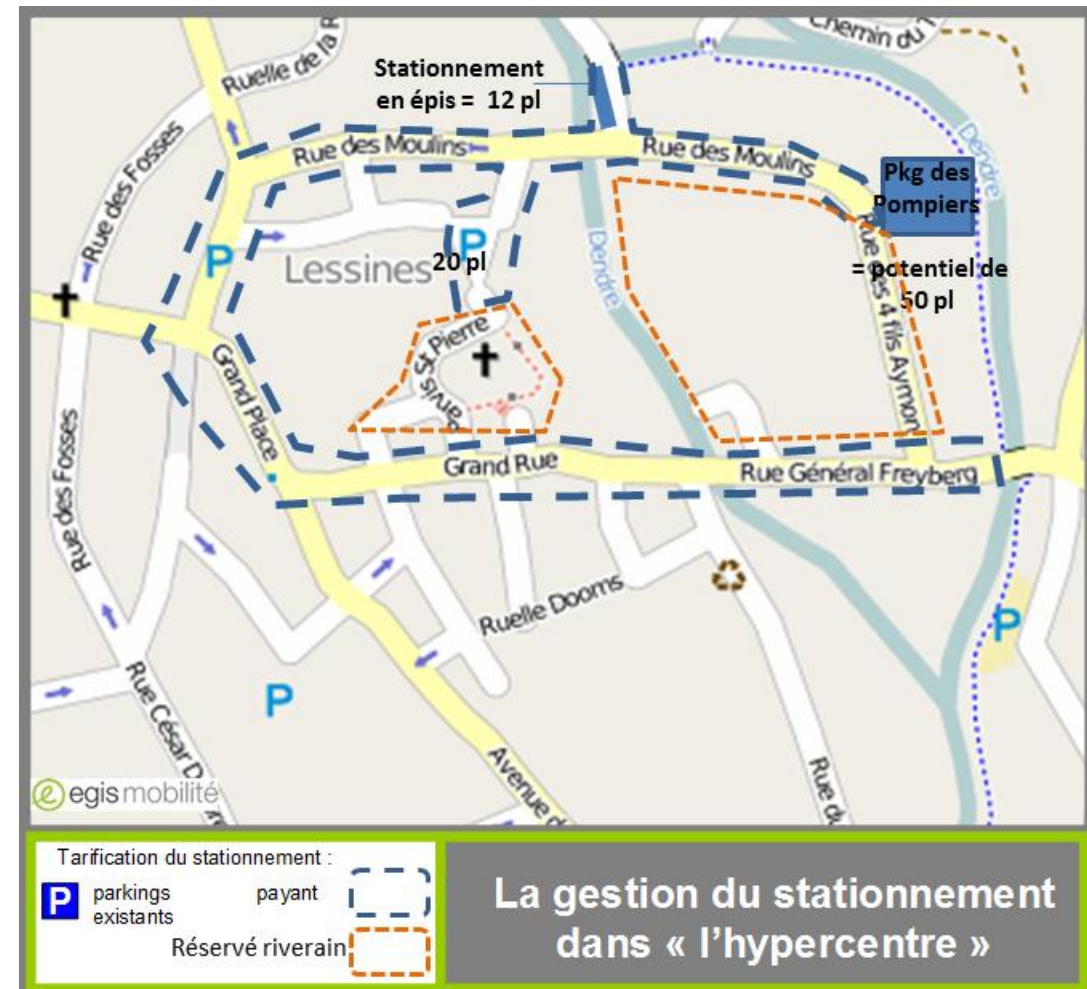 Chemin du
Ruelle de la R
Stationnement
en épis = 12 pl
Rue des Fosses
Rue des Moulins
Rue des Moulins
Dendre
Pkg des
Pompiers
P
P
Lessines
20 pl
Dendre
= potentiel de
50 pl
Rue des 4 fils Aymon
Parvis St Pierre
Grand Place
Grand Rue
Rue Général Freyberg
Rue des Fosses
Ruelle Dooms
P
P
Rue César D
Avenue d
Rue du
egis mobilité
Tarification du stationnement :
P parkings existants
payant
Réservé riverain
La gestion du stationnement
dans « l’hypercentre »